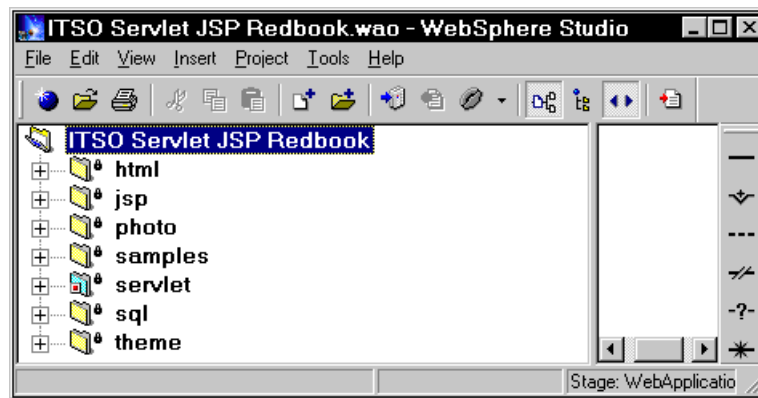 ITSO Servlet JSP Redbook.wao - WebSphere Studio
File Edit View Insert Project Tools Help
ITSO Servlet JSP Redbook
html
jsp
photo
samples
servlet
sql
theme
-?-
Stage: WebApplicatio